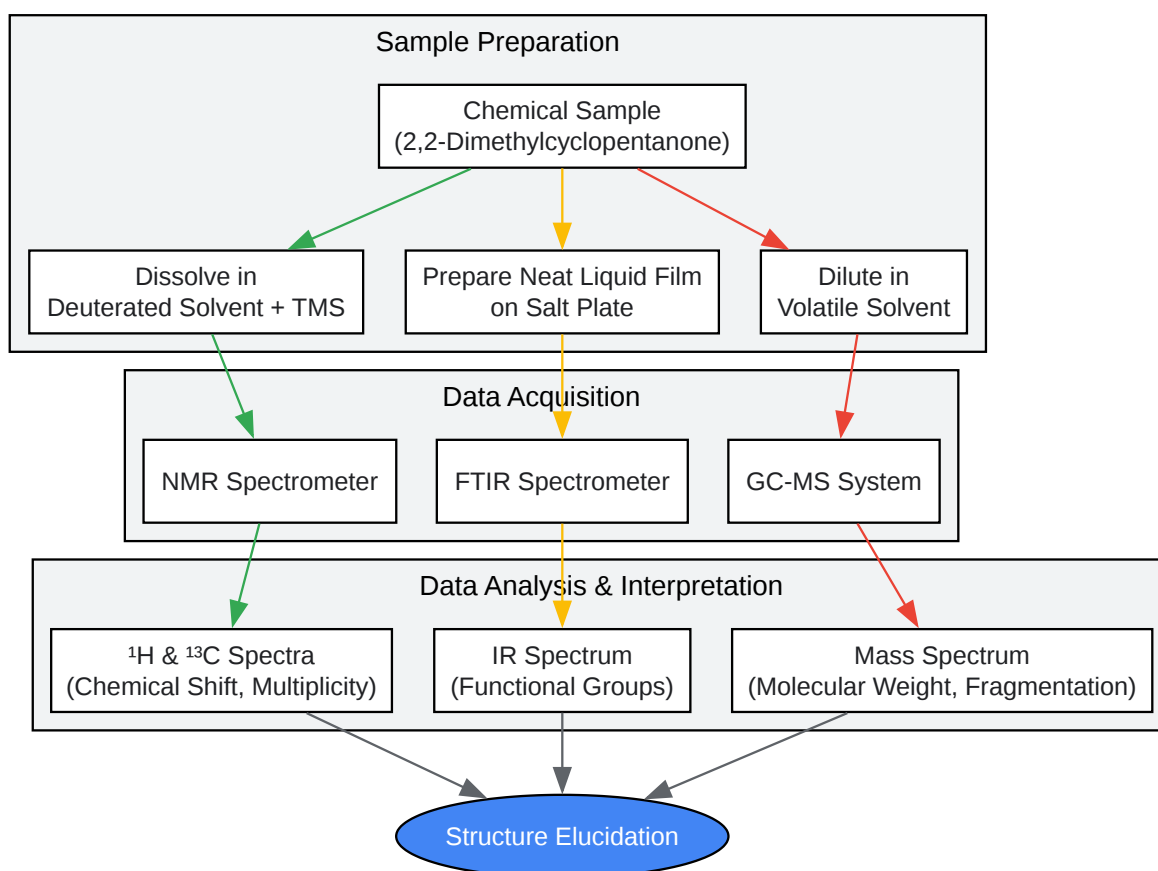 Sample Preparation
Chemical Sample
(2,2-Dimethylcyclopentanone)
Dissolve in
Deuterated Solvent + TMS
Prepare Neat Liquid Film
on Salt Plate
Dilute in
Volatile Solvent
Data Acquisition
NMR Spectrometer
FTIR Spectrometer
GC-MS System
Data Analysis & Interpretation
¹H & ¹³C Spectra
(Chemical Shift, Multiplicity)
IR Spectrum
(Functional Groups)
Mass Spectrum
(Molecular Weight, Fragmentation)
Structure Elucidation